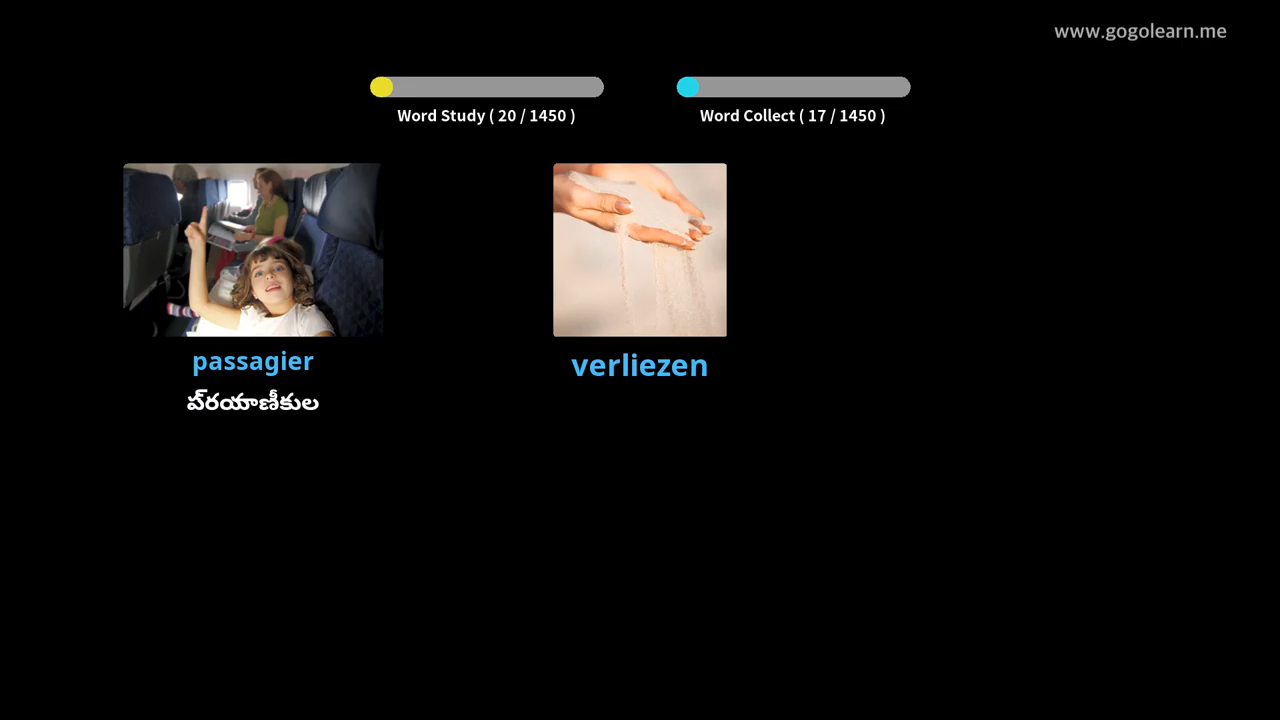 www.gogolearn.me
Word Study ( 20 / 1450 )
Word Collect ( 17 / 1450 )
passagier
ప్రయాణీకుల
verliezen